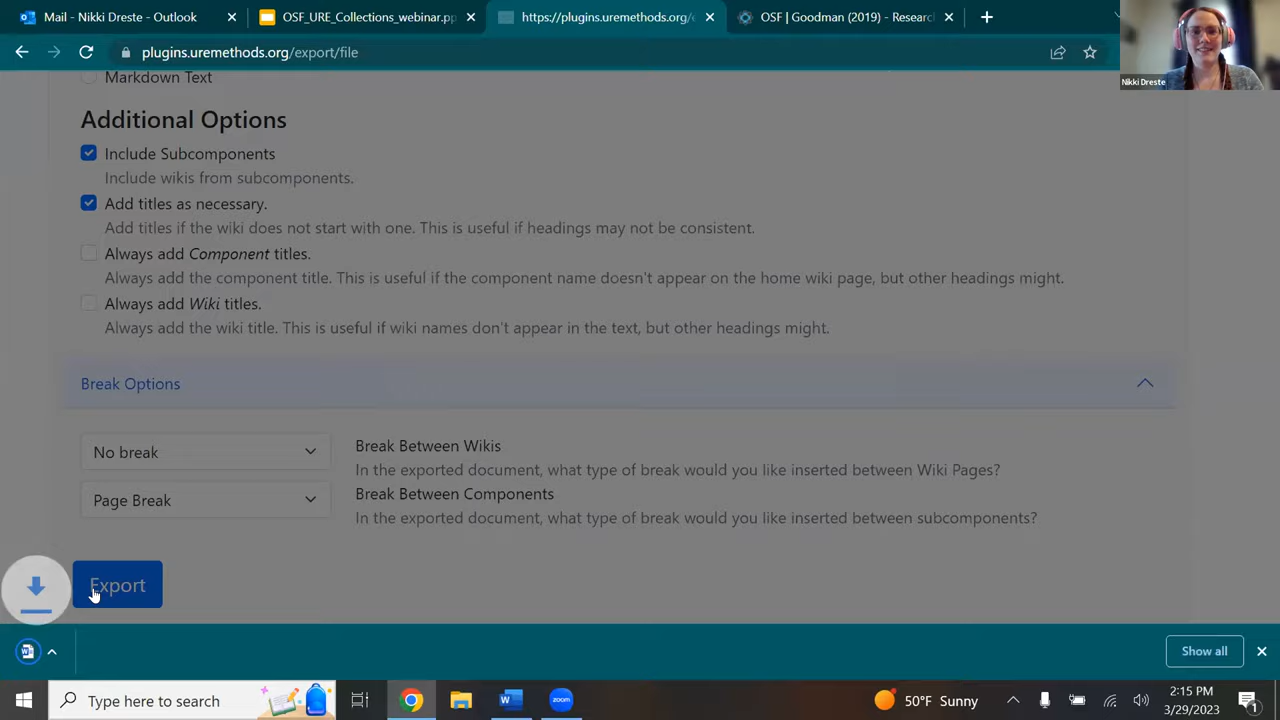 Mail - Nikki Dreste - Outlook
OSF_URE_Collections_webinar.pp
https://plugins.uremethods.org/
OSF | Goodman (2019) - Researc
plugins.uremethods.org/export/file
Nikki Dreste
Markdown Text
Additional Options
Include Subcomponents
Include wikis from subcomponents.
Add titles as necessary.
Add titles if the wiki does not start with one. This is useful if headings may not be consistent.
Always add Component titles.
Always add the component title. This is useful if the component name doesn't appear on the home wiki page, but other headings might.
Always add Wiki titles.
Always add the wiki title. This is useful if wiki names don't appear in the text, but other headings might.
Break Options
No break
Break Between Wikis
In the exported document, what type of break would you like inserted between Wiki Pages?
Page Break
Break Between Components
In the exported document, what type of break would you like inserted between subcomponents?
Export
Show all
Type here to search
50°F Sunny
2:15 PM
3/29/2023
1